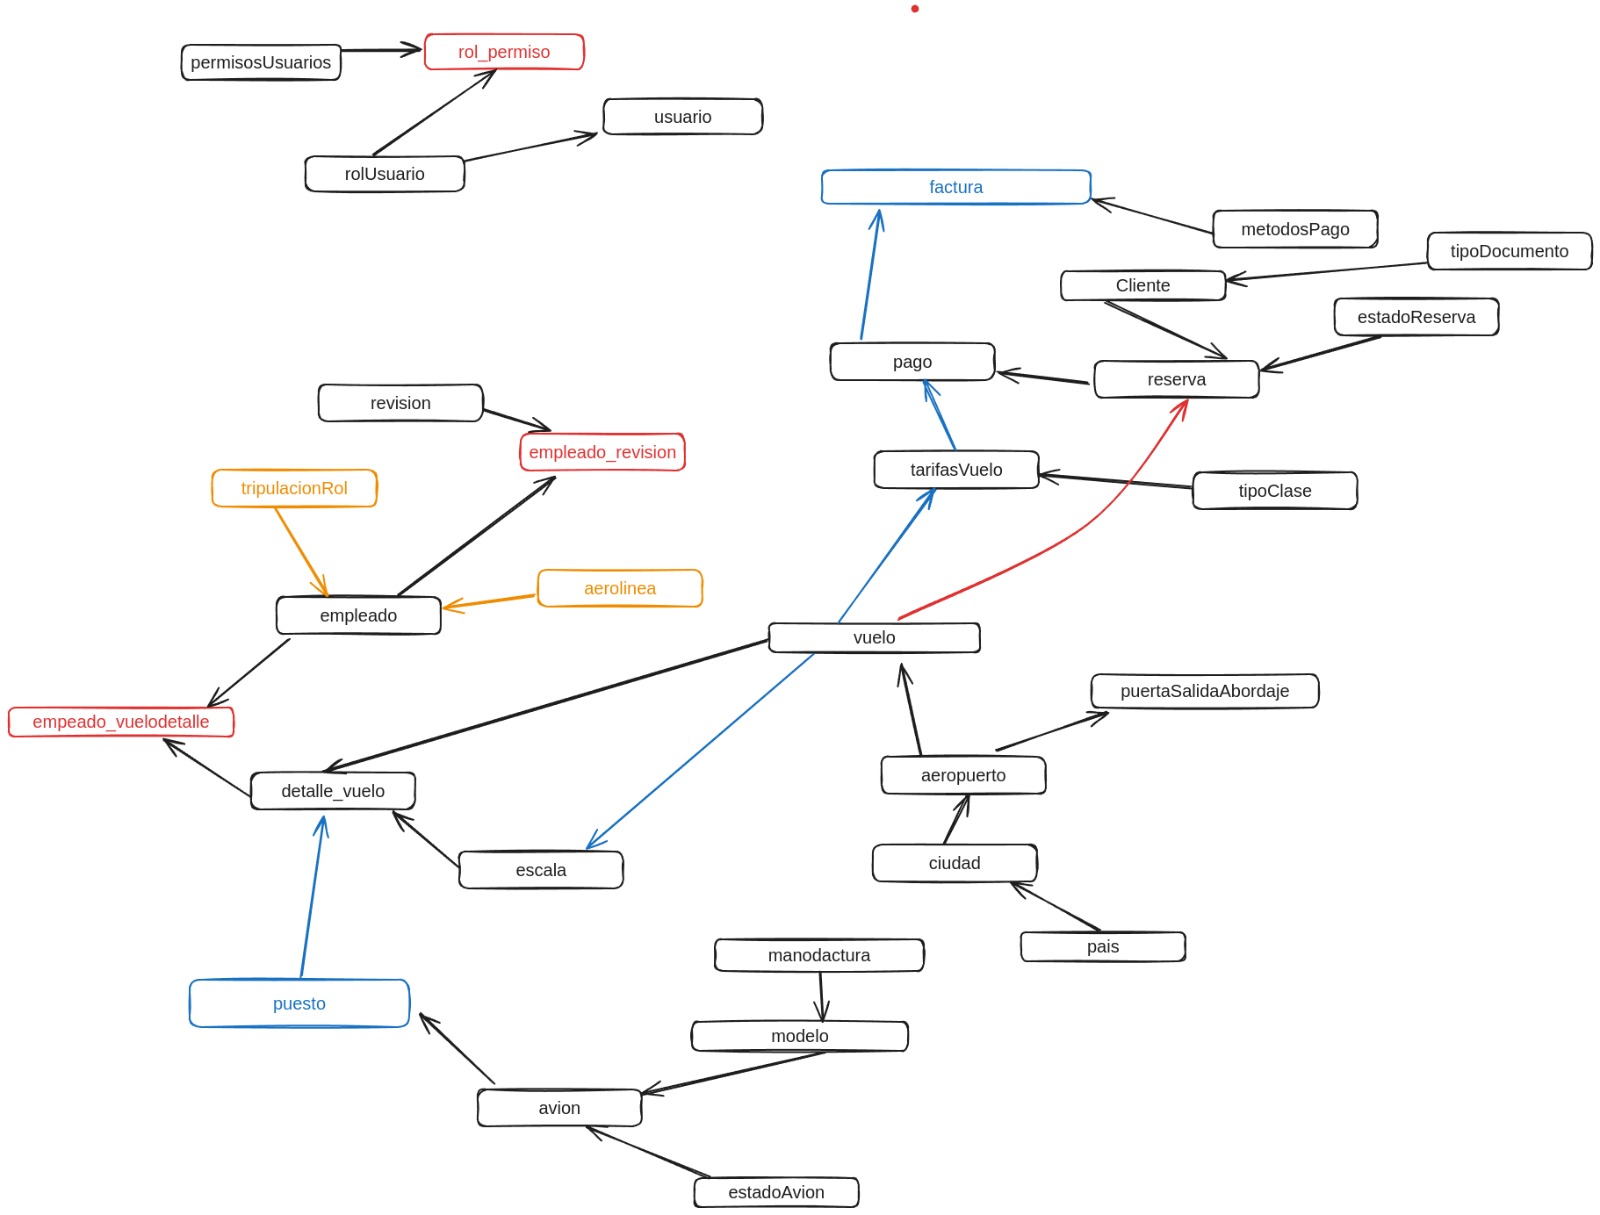 rol_permiso
permisosUsuarios
usuario
rolUsuario
factura
metodosPago
tipoDocumento
Cliente
estadoReserva
pago
reserva
revision
empleado_revision
tarifasVuelo
tripulacionRol
tipoClase
aerolinea
empleado
vuelo
puertaSalidaAbordaje
empeado_vuelodetalle
aeropuerto
detalle_vuelo
ciudad
escala
pais
manodactura
puesto
modelo
avion
estadoAvion